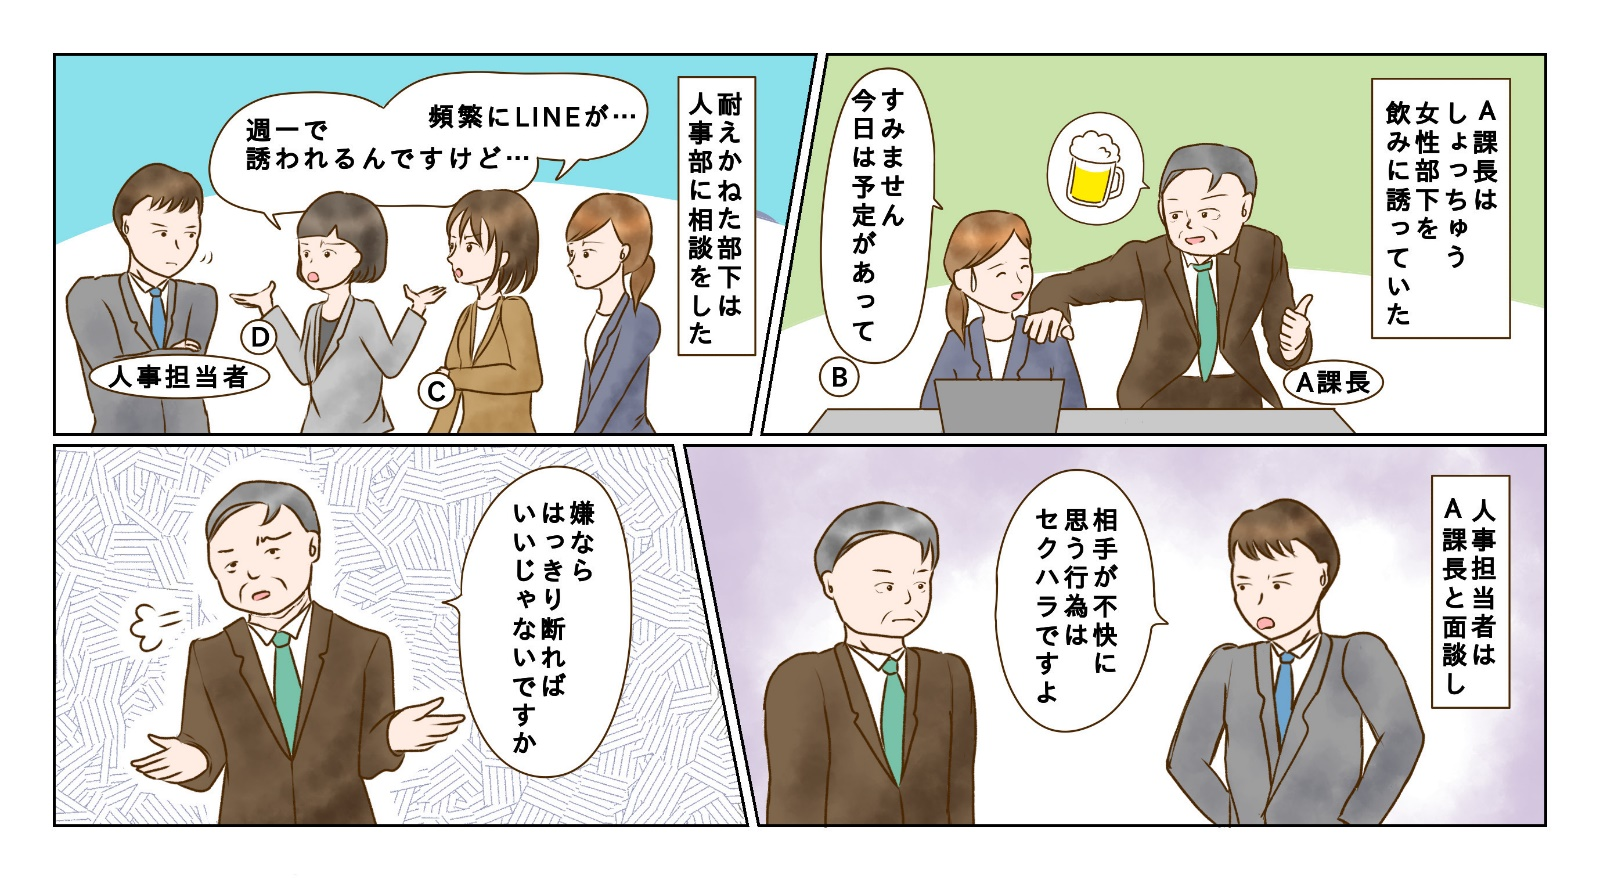 A課長は
しょっちゅう
女性部下を
飲みに誘っていた
すみません
今日は予定があって
B
A課長
耐えかねた部下は
人事部に相談をした
頻繁にLINEが…
週一で
誘われるんですけど…
C
D
人事担当者
人事担当者は
A課長と面談し
相手が不快に
思う行為は
セクハラですよ
嫌なら
はっきり断れば
いいじゃないですか